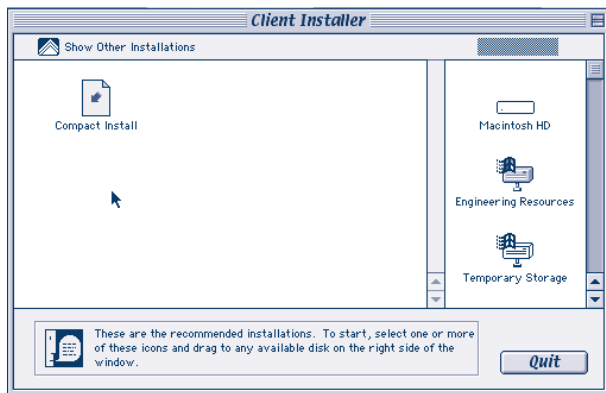 Client Installer
Show Other Installations
Compact Install
Macintosh HD
Engineering Resources
Temporary Storage
These are the recommended installations. To start, select one or more
of these icons and drag to any available disk on the right side of the
window.
Quit